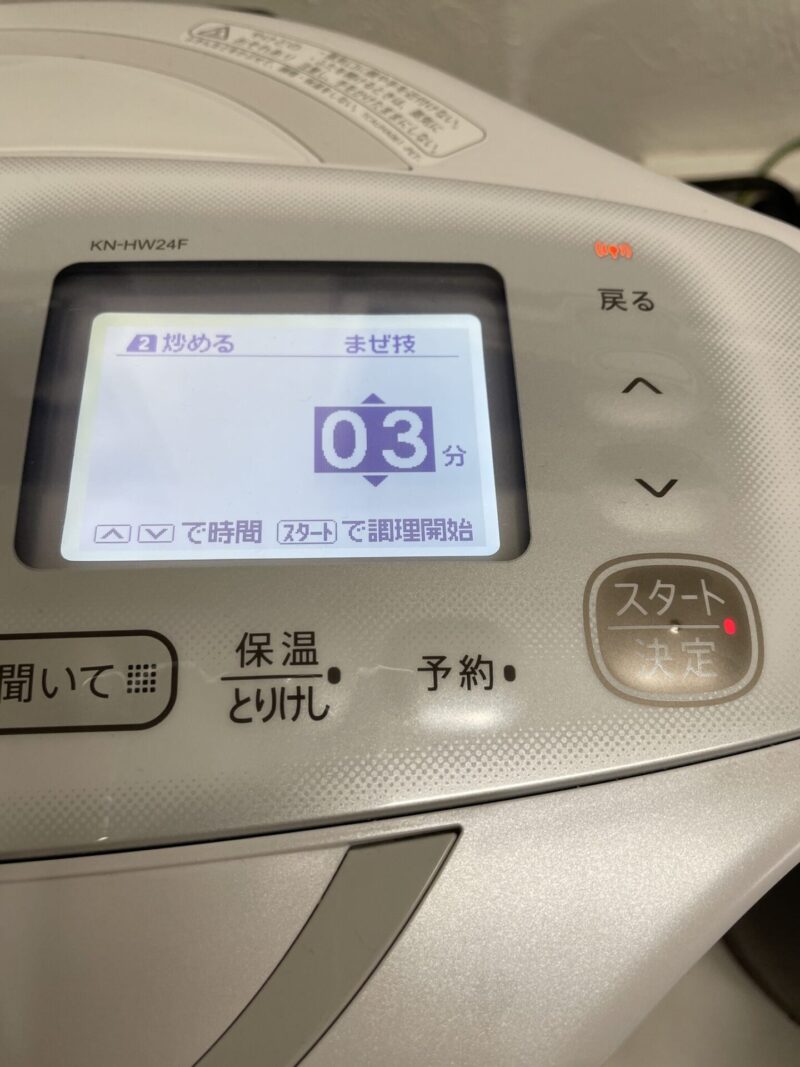 KN-HW24F
戻る
2 炒める まぜ技
03分
で時間 スタート で調理開始
スタート
決定
聞いて
保温
とりけし
予約